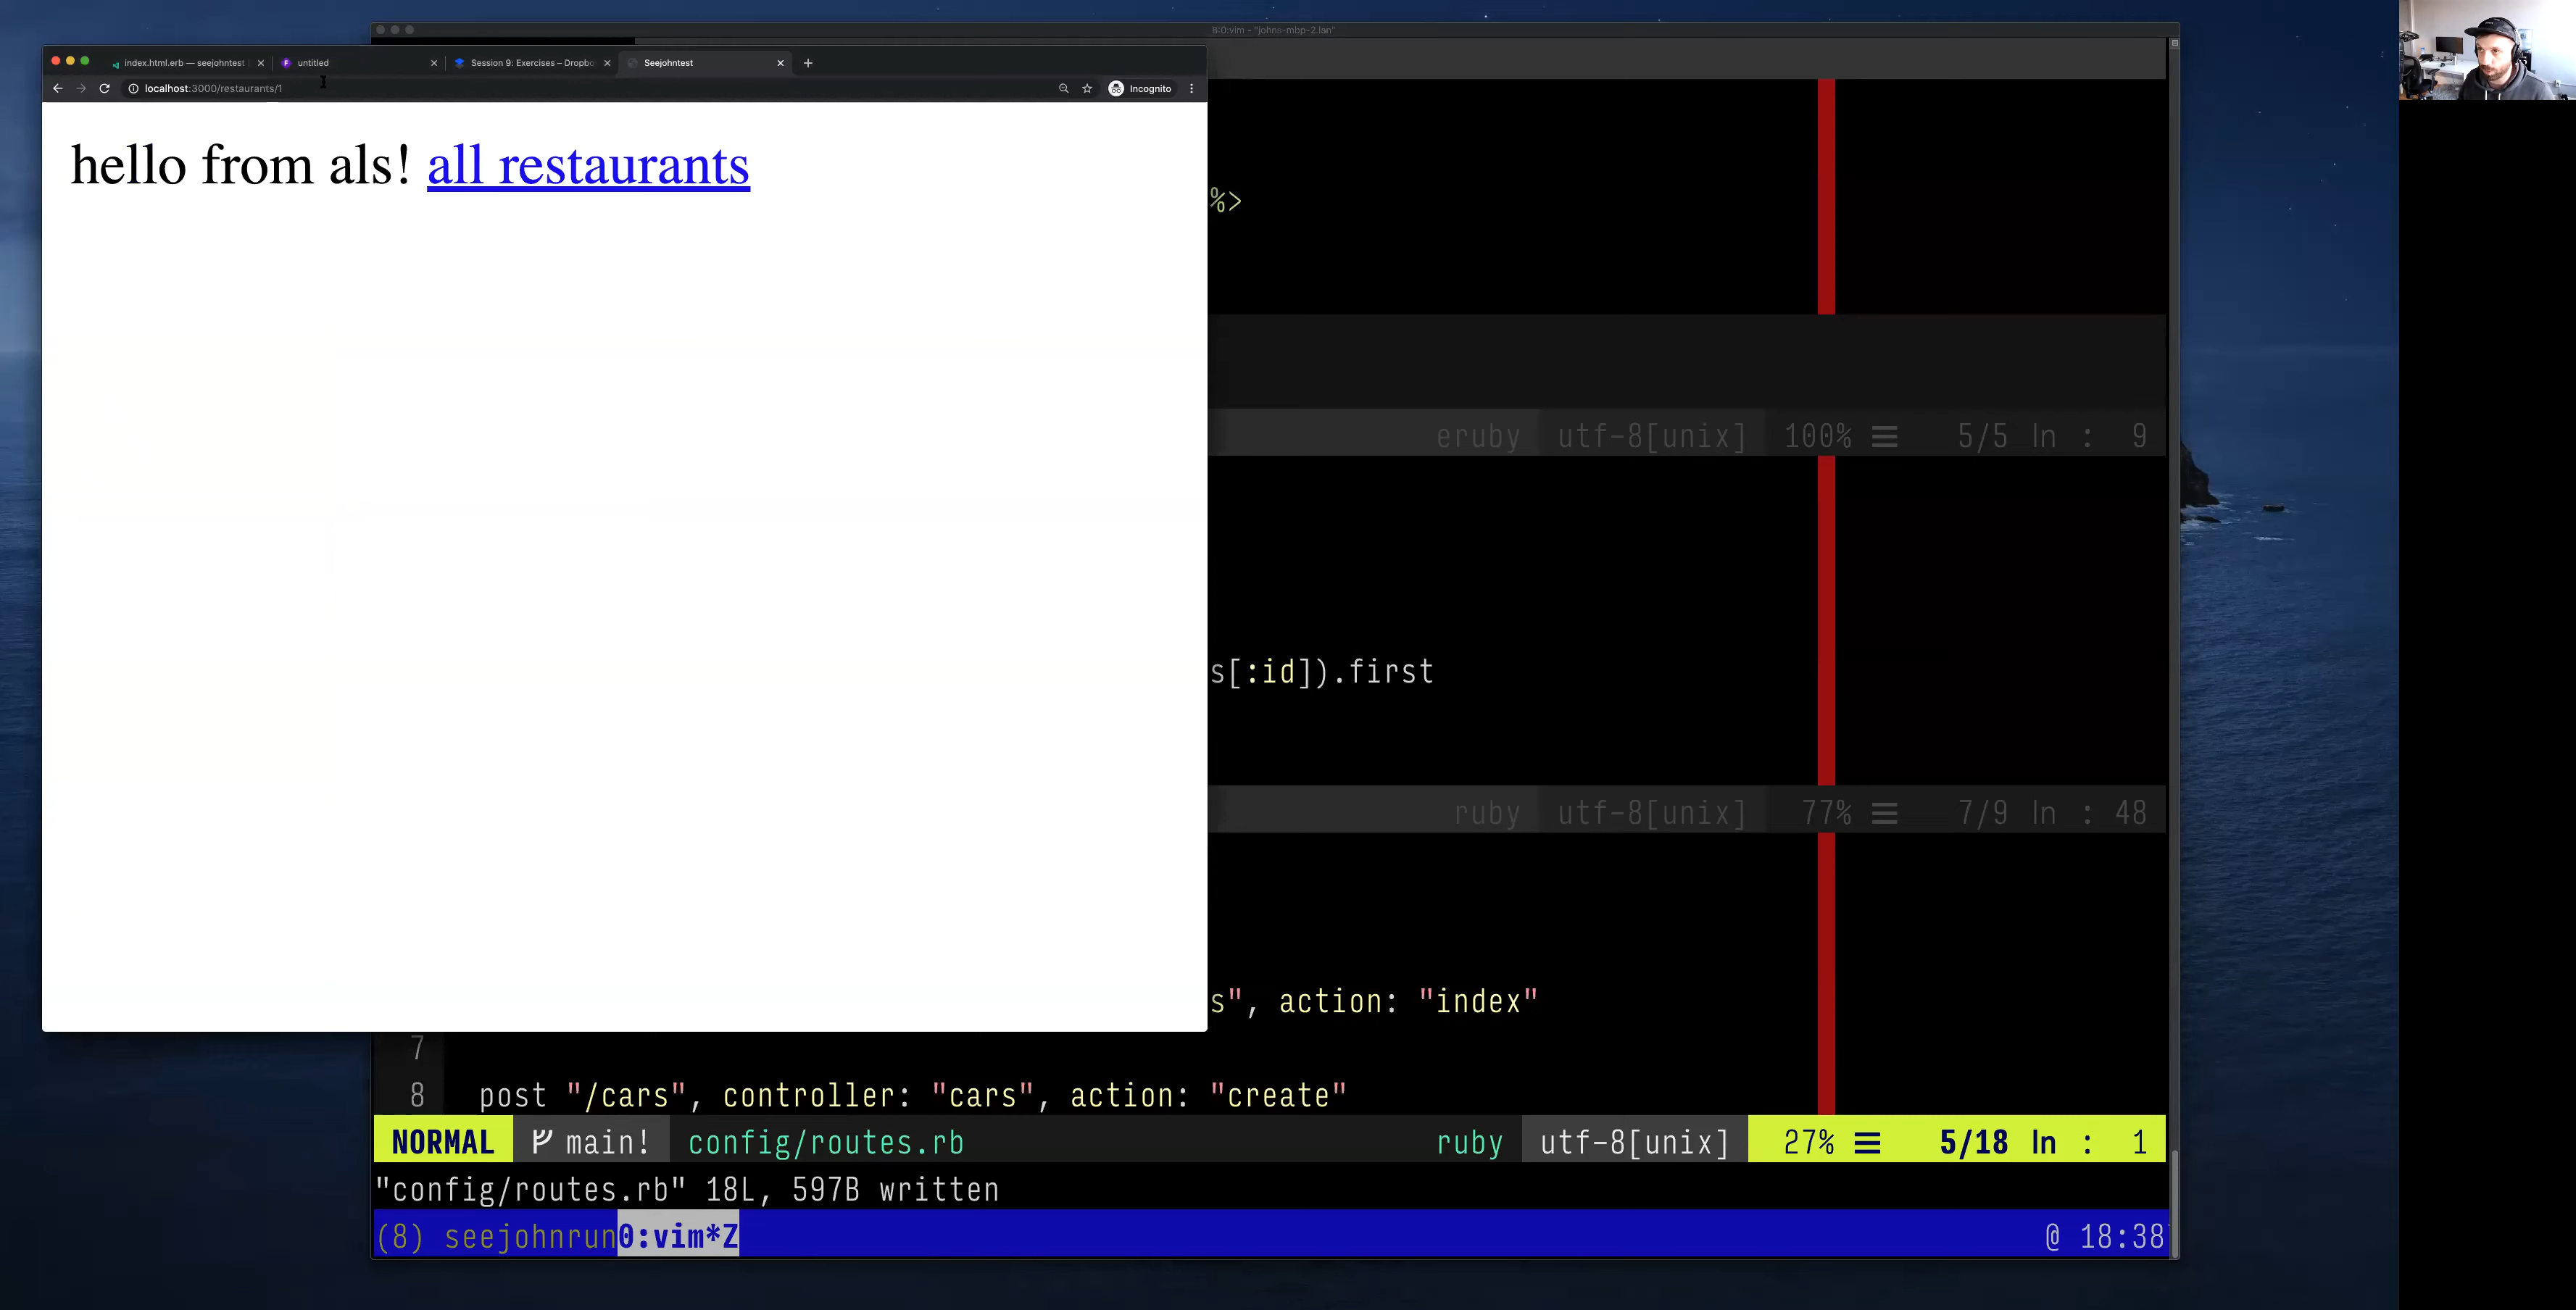 8:0:vim - "johns-mbp-2.lan"
index.html.erb — seejohntest
untitled
Session 9: Exercises – Dropbo
Seejohntest
localhost:3000/restaurants/1
Incognito
hello from als! all restaurants
%>
eruby utf-8[unix] 100% ☰ 5/5 ln : 9
s[:id]).first
ruby utf-8[unix] 77% ☰ 7/9 ln : 48
s", action: "index"
7
8 post "/cars", controller: "cars", action: "create"
NORMAL main! config/routes.rb ruby utf-8[unix] 27% ☰ 5/18 ln : 1
"config/routes.rb" 18L, 597B written
(8) seejohnrun0:vim*Z @ 18:38